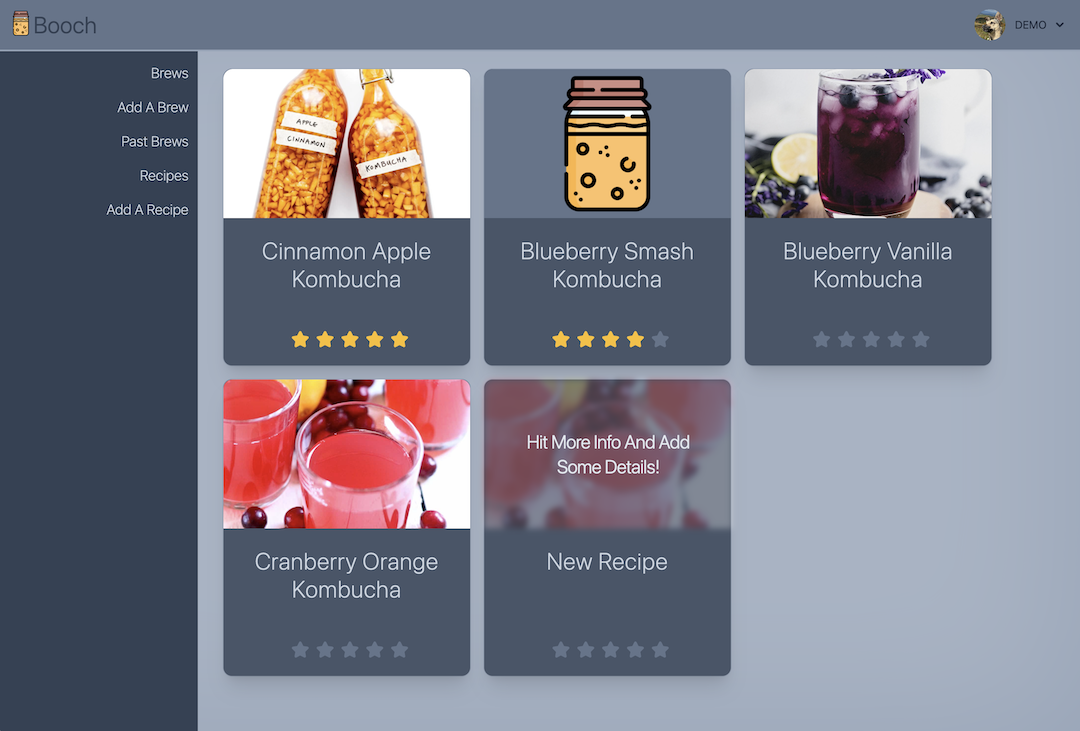 Booch
DEMO
Brews
Add A Brew
Past Brews
Recipes
Add A Recipe
APPLE
CINNAMON
KOMBUCHA
Cinnamon Apple
Kombucha
Blueberry Smash
Kombucha
Blueberry Vanilla
Kombucha
Cranberry Orange
Kombucha
Hit More Info And Add
Some Details!
New Recipe